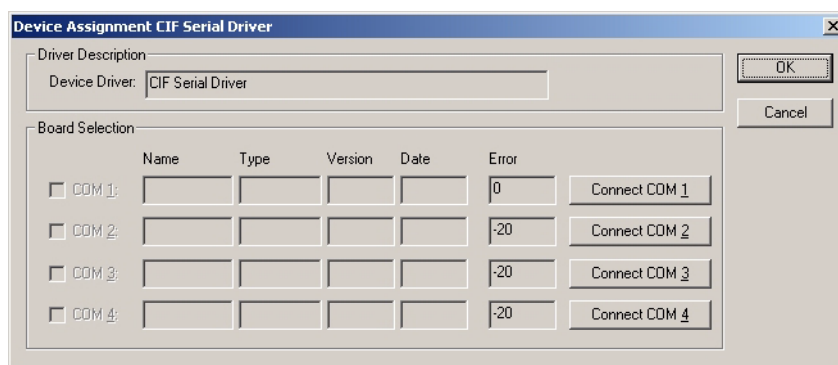 Device Assignment CIF Serial Driver
Driver Description
Device Driver: CIF Serial Driver
OK
Cancel
Board Selection
Name Type Version Date Error
COM 1: 0 Connect COM 1
COM 2: -20 Connect COM 2
COM 3: -20 Connect COM 3
COM 4: -20 Connect COM 4